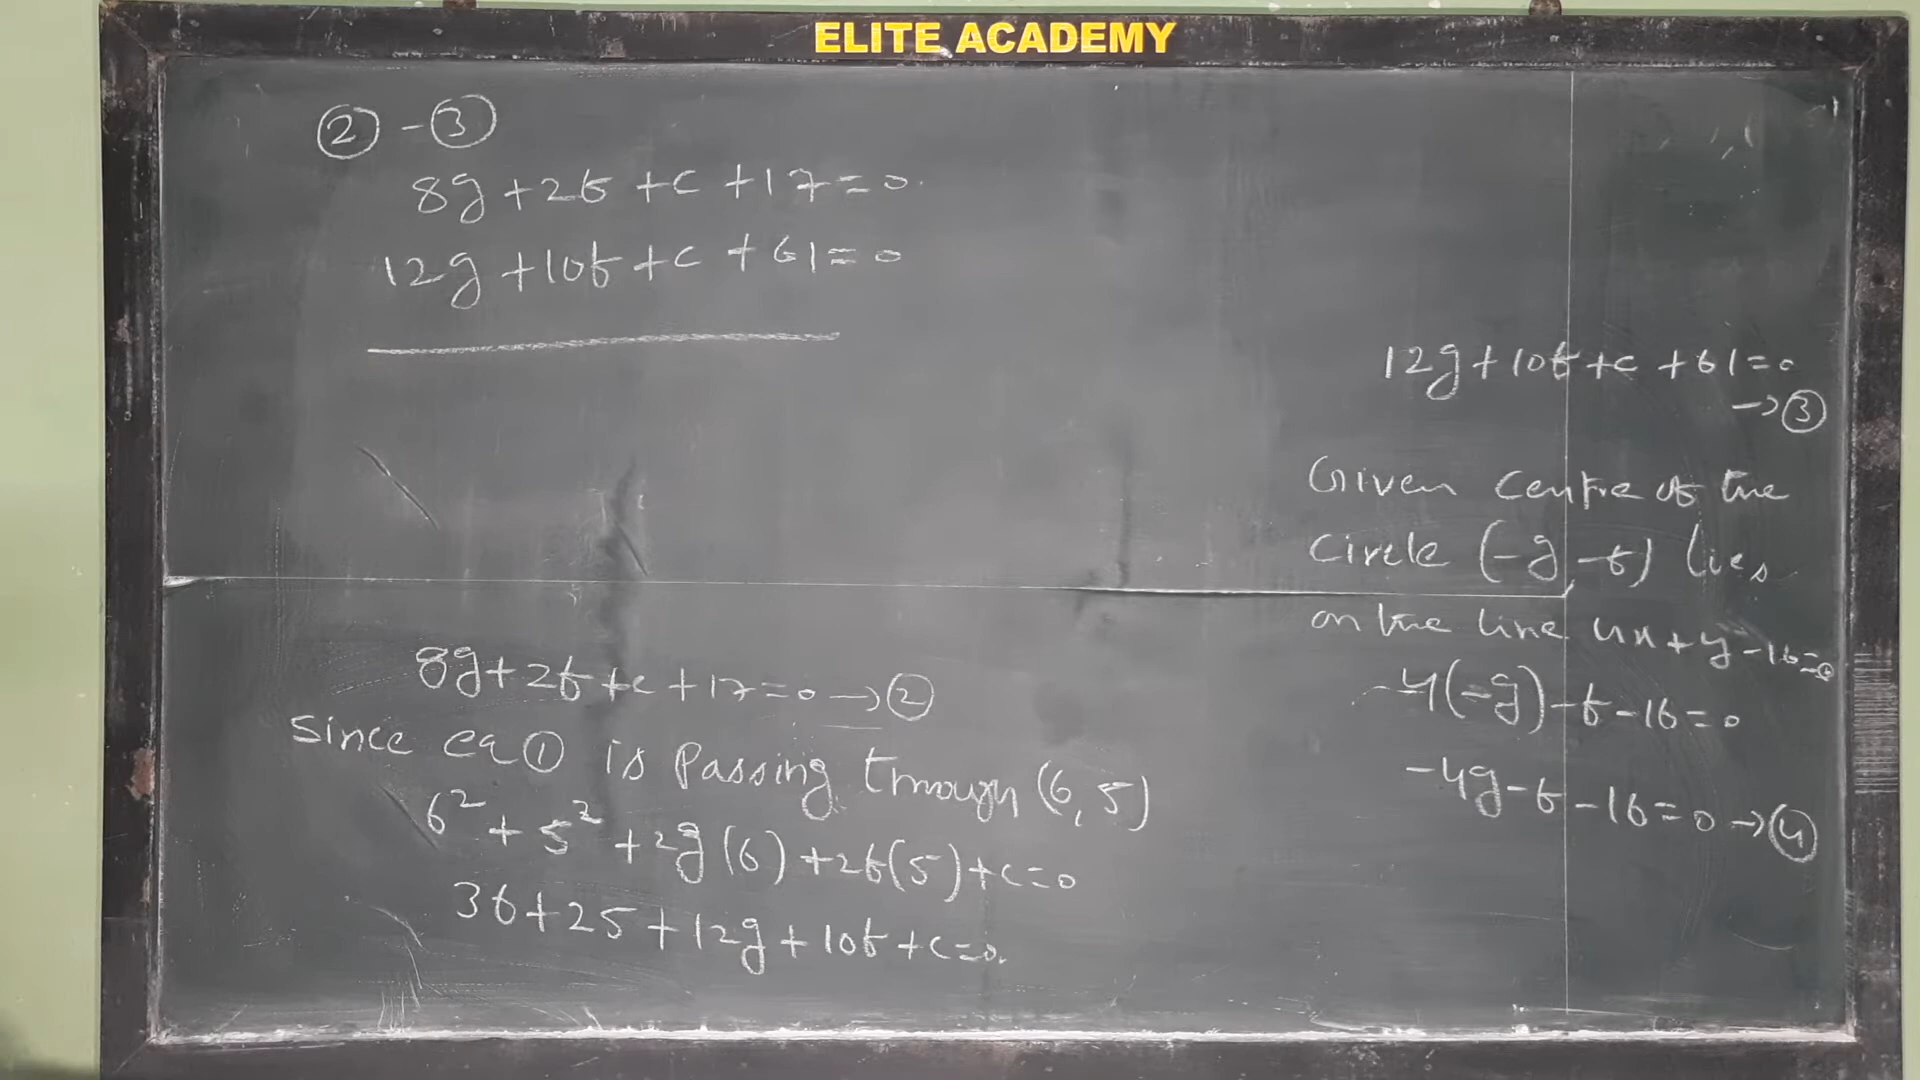 ELITE ACADEMY
② - ③
8g + 2f + c + 17 = 0.
12g + 10f + c + 61 = 0
8g + 2f + c + 17 = 0 → ②
Since eq ① is Passing through (6, 5)
6² + 5² + 2g(6) + 2f(5) + c = 0
36 + 25 + 12g + 10f + c = 0.
12g + 10f + c + 61 = 0
→ ③
Given Centre of the
Circle (-g, -f) lies
on the line 4x + y - 16 = 0
4(-g) - f - 16 = 0
-4g - f - 16 = 0 → ④